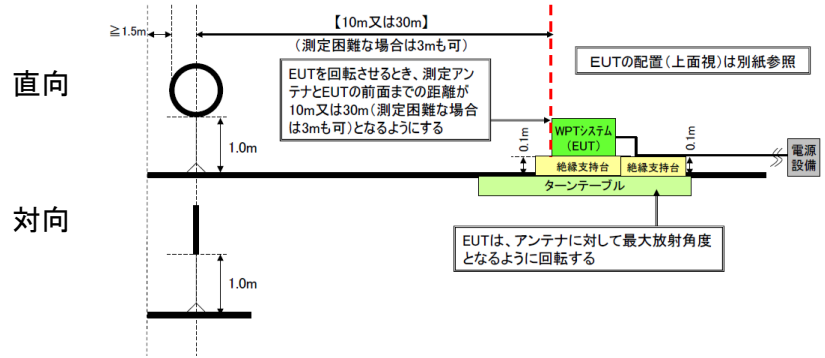 ≧1.5m
【10m又は30m】
(測定困難な場合は3mも可)
直向
EUTを回転させるとき、測定アン
テナとEUTの前面までの距離が
10m又は30m(測定困難な場合
は3mも可)となるようにする
EUTの配置(上面視)は別紙参照
1.0m
0.1m
WPTシステム
(EUT)
0.1m
絶縁支持台
絶縁支持台
電源
設備
ターンテーブル
対向
EUTは、アンテナに対して最大放射角度
となるように回転する
1.0m